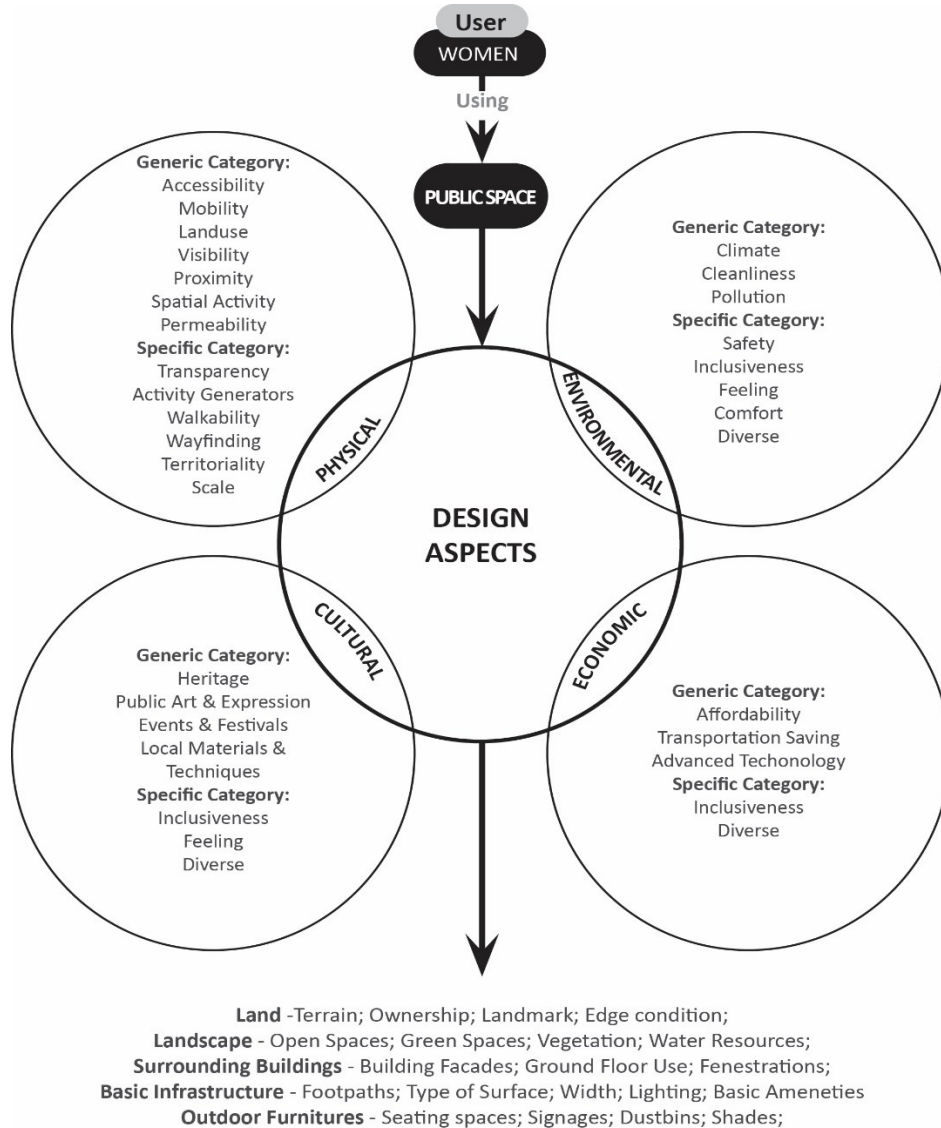 User
WOMEN
Using
PUBLIC SPACE
Generic Category:
Accessibility
Mobility
Landuse
Visibility
Proximity
Spatial Activity
Permeability
Specific Category:
Transparency
Activity Generators
Walkability
Wayfinding
Territoriality
Scale
PHYSICAL
Generic Category:
Climate
Cleanliness
Pollution
Specific Category:
Safety
Inclusiveness
Feeling
Comfort
Diverse
ENVIRONMENTAL
DESIGN
ASPECTS
Generic Category:
Heritage
Public Art & Expression
Events & Festivals
Local Materials &
Techniques
Specific Category:
Inclusiveness
Feeling
Diverse
CULTURAL
Generic Category:
Affordability
Transportation Saving
Advanced Techonology
Specific Category:
Inclusiveness
Diverse
ECONOMIC
Land -Terrain; Ownership; Landmark; Edge condition;
Landscape - Open Spaces; Green Spaces; Vegetation; Water Resources;
Surrounding Buildings - Building Facades; Ground Floor Use; Fenestrations;
Basic Infrastructure - Footpaths; Type of Surface; Width; Lighting; Basic Ameneties
Outdoor Furnitures - Seating spaces; Signages; Dustbins; Shades;